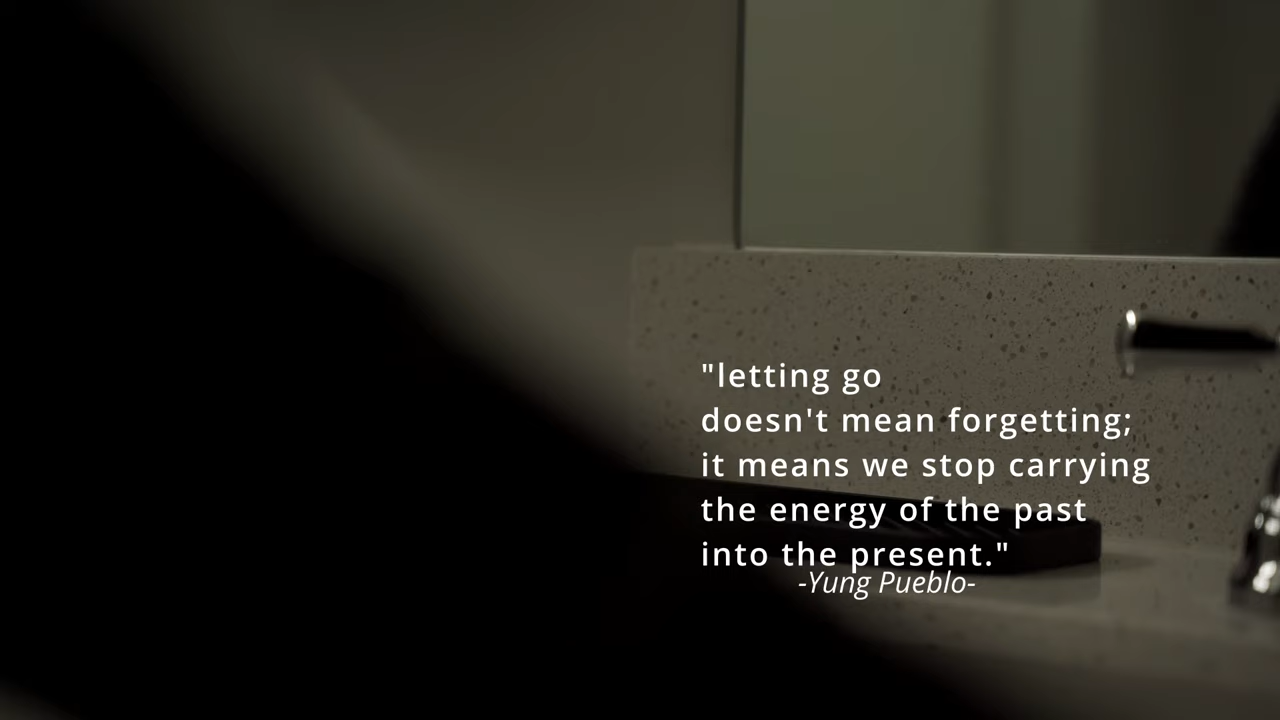 "letting go
doesn't mean forgetting;
it means we stop carrying
the energy of the past
into the present."
-Yung Pueblo-